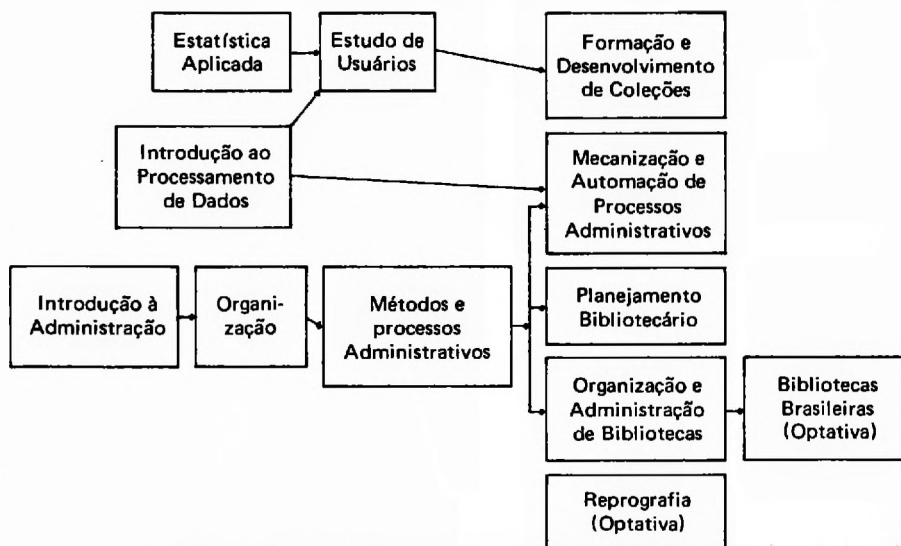 Estatística
Aplicada
Estudo de
Usuários
Formação e
Desenvolvimento
de Coleções
Introdução ao
Processamento
de Dados
Mecanização e
Automação de
Processos
Administrativos
Introdução à
Administração
Organi-
zação
Métodos e
processos
Administrativos
Planejamento
Bibliotecário
Organização e
Administração
de Bibliotecas
Bibliotecas
Brasileiras
(Optativa)
Reprografia
(Optativa)